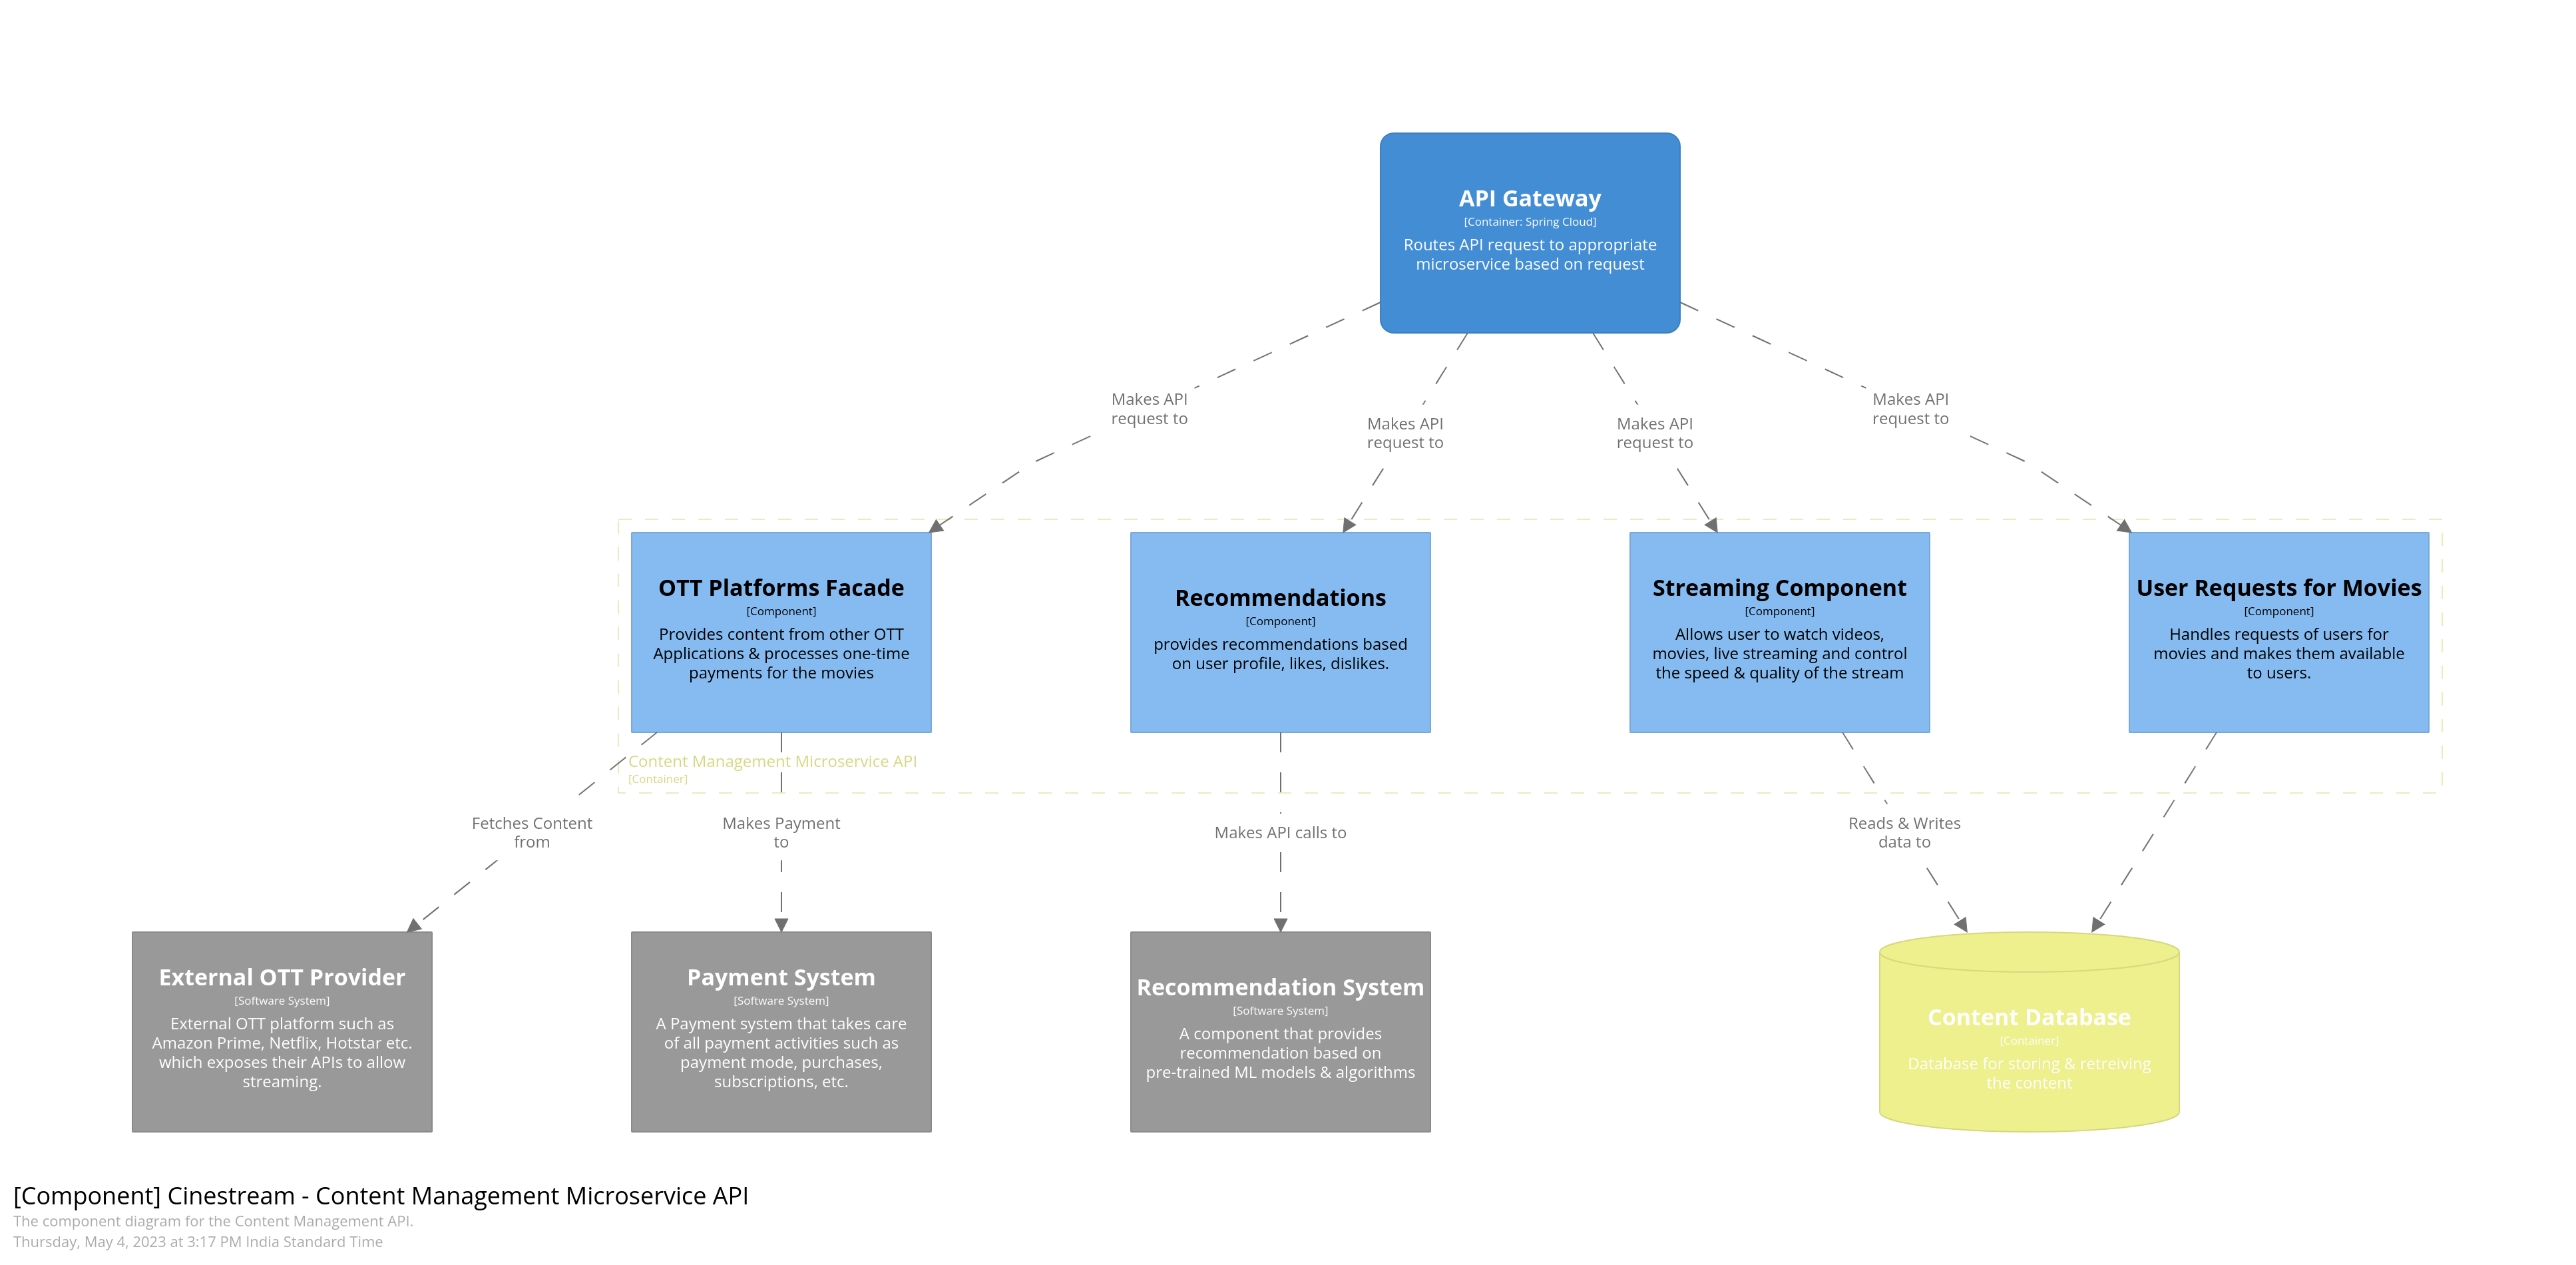 API Gateway
[Container: Spring Cloud]
Routes API request to appropriate
microservice based on request
Makes API
request to
Makes API
request to
Makes API
request to
Makes API
request to
OTT Platforms Facade
[Component]
Provides content from other OTT
Applications & processes one-time
payments for the movies
Recommendations
[Component]
provides recommendations based
on user profile, likes, dislikes.
Streaming Component
[Component]
Allows user to watch videos,
movies, live streaming and control
the speed & quality of the stream
User Requests for Movies
[Component]
Handles requests of users for
movies and makes them available
to users.
Content Management Microservice API
[Container]
Fetches Content
from
Makes Payment
to
Makes API calls to
Reads & Writes
data to
External OTT Provider
[Software System]
External OTT platform such as
Amazon Prime, Netflix, Hotstar etc.
which exposes their APIs to allow
streaming.
Payment System
[Software System]
A Payment system that takes care
of all payment activities such as
payment mode, purchases,
subscriptions, etc.
Recommendation System
[Software System]
A component that provides
recommendation based on
pre-trained ML models & algorithms
Content Database
[Container]
Database for storing & retreiving
the content
[Component] Cinestream - Content Management Microservice API
The component diagram for the Content Management API.
Thursday, May 4, 2023 at 3:17 PM India Standard Time